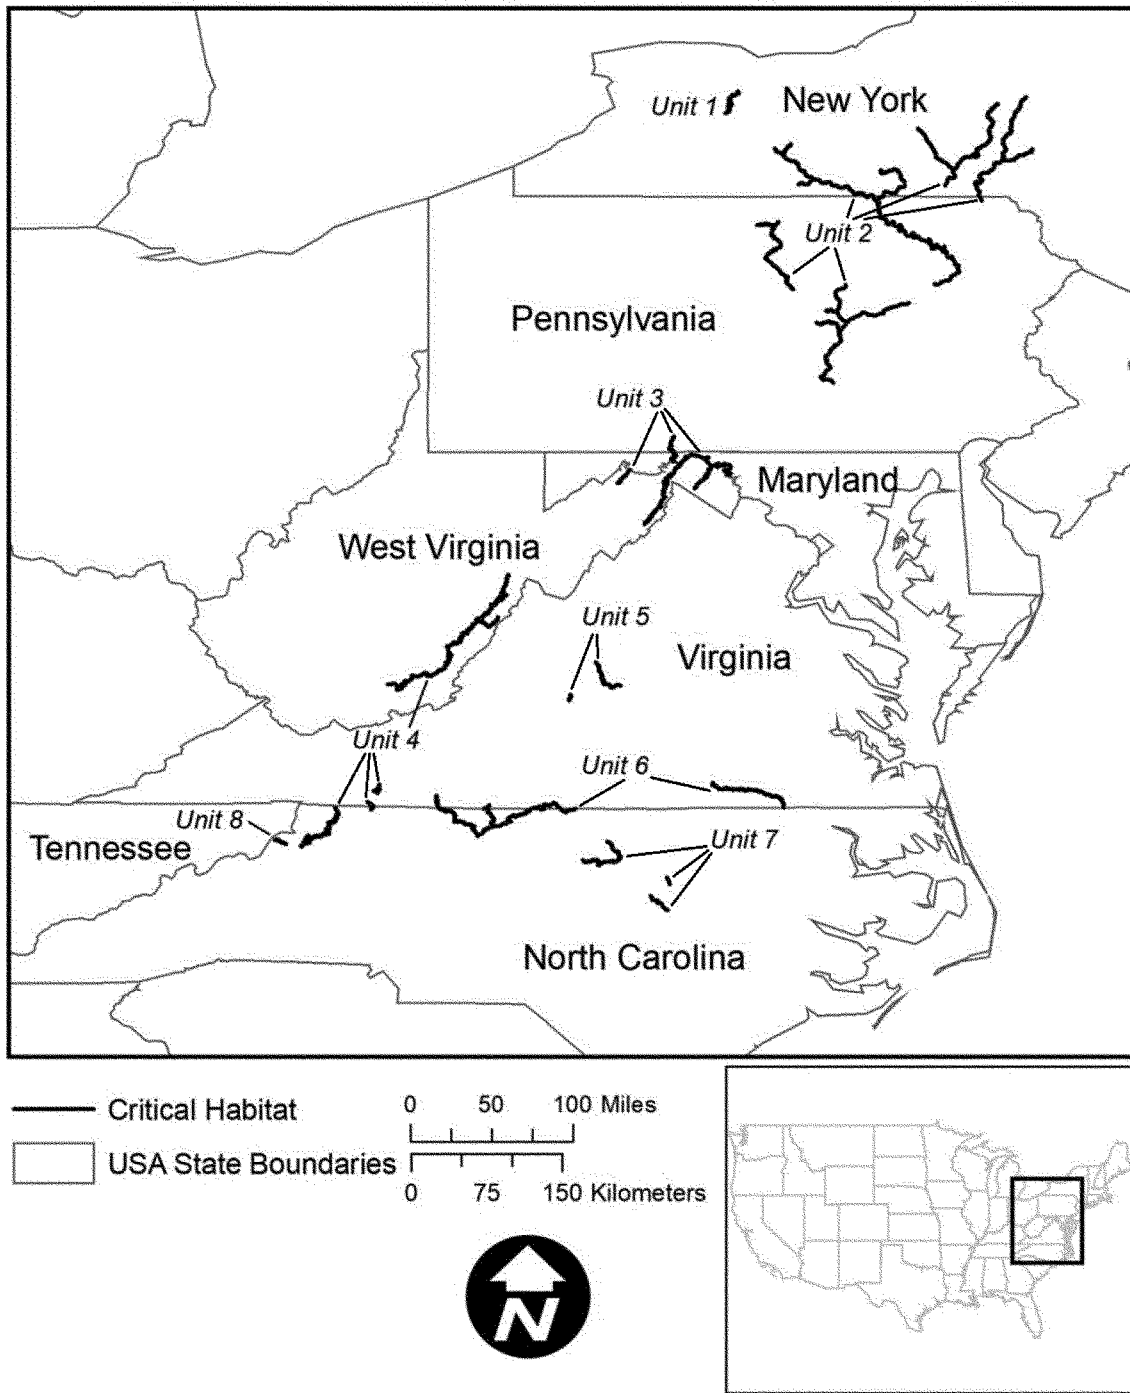 Unit 1
New York
Unit 2
Pennsylvania
Unit 3
Maryland
West Virginia
Unit 5
Virginia
Unit 4
Unit 6
Unit 8
Tennessee
Unit 7
North Carolina
Critical Habitat
USA State Boundaries
0 50 100 Miles
0 75 150 Kilometers
N